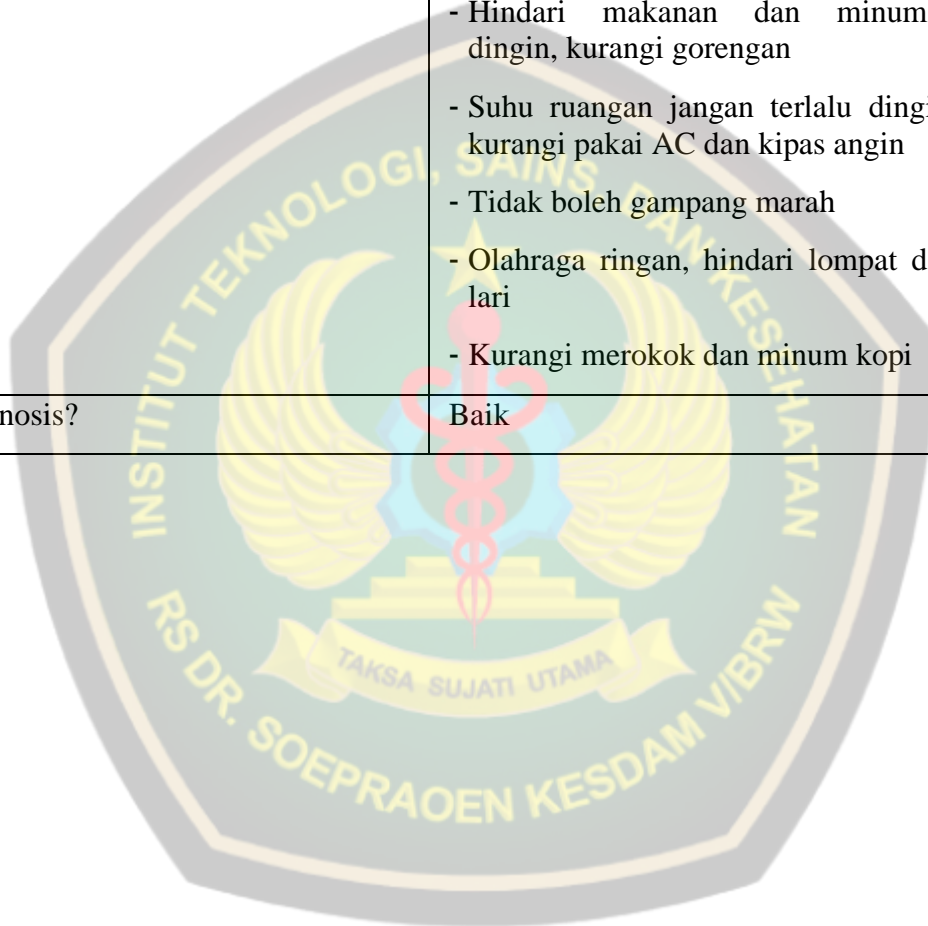 - Hindari makanan dan minum
dingin, kurangi gorengan
- Suhu ruangan jangan terlalu dingi
kurangi pakai AC dan kipas angin
- Tidak boleh gampang marah
- Olahraga ringan, hindari lompat d
lari
- Kurangi merokok dan minum kopi
nosis? Baik
INSTITUT TEKNOLOGI, SAINS, DAN KESEHATAN
RS DR. SOEPRAOEN KESDAM V/BRW
TAKSA SUJATI UTAMA